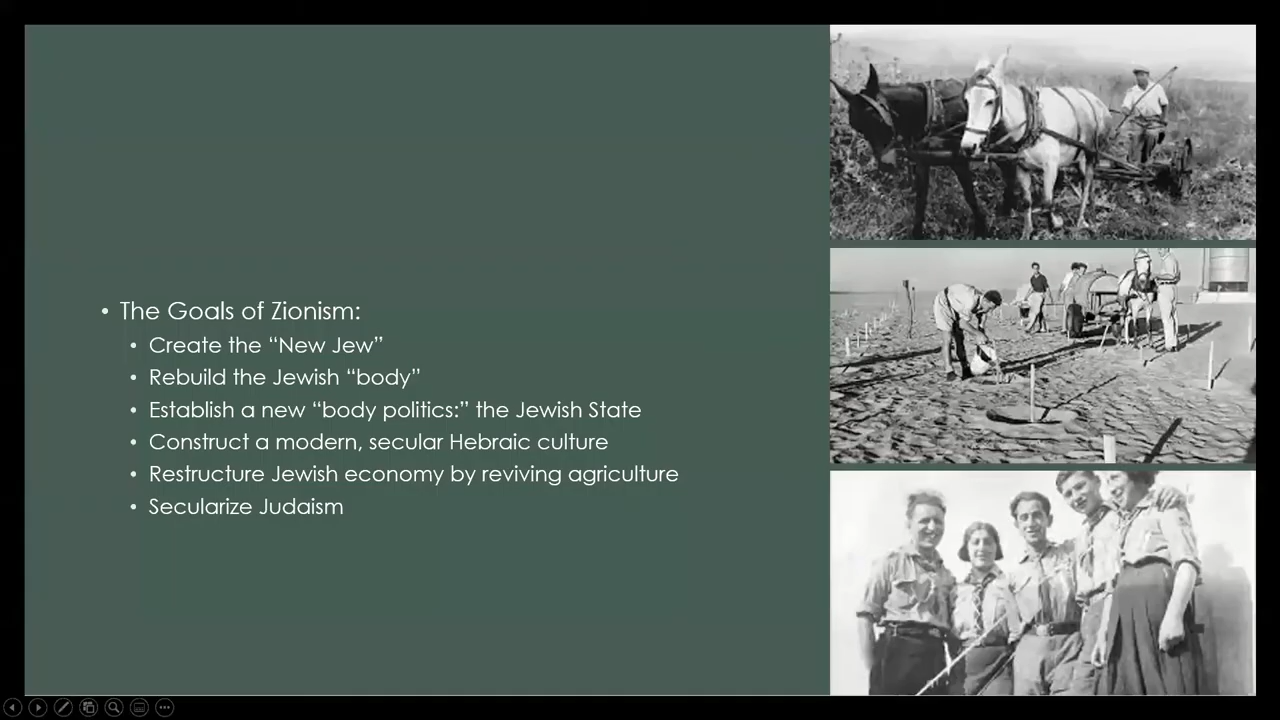 • The Goals of Zionism:
• Create the “New Jew”
• Rebuild the Jewish “body”
• Establish a new “body politics:” the Jewish State
• Construct a modern, secular Hebraic culture
• Restructure Jewish economy by reviving agriculture
• Secularize Judaism